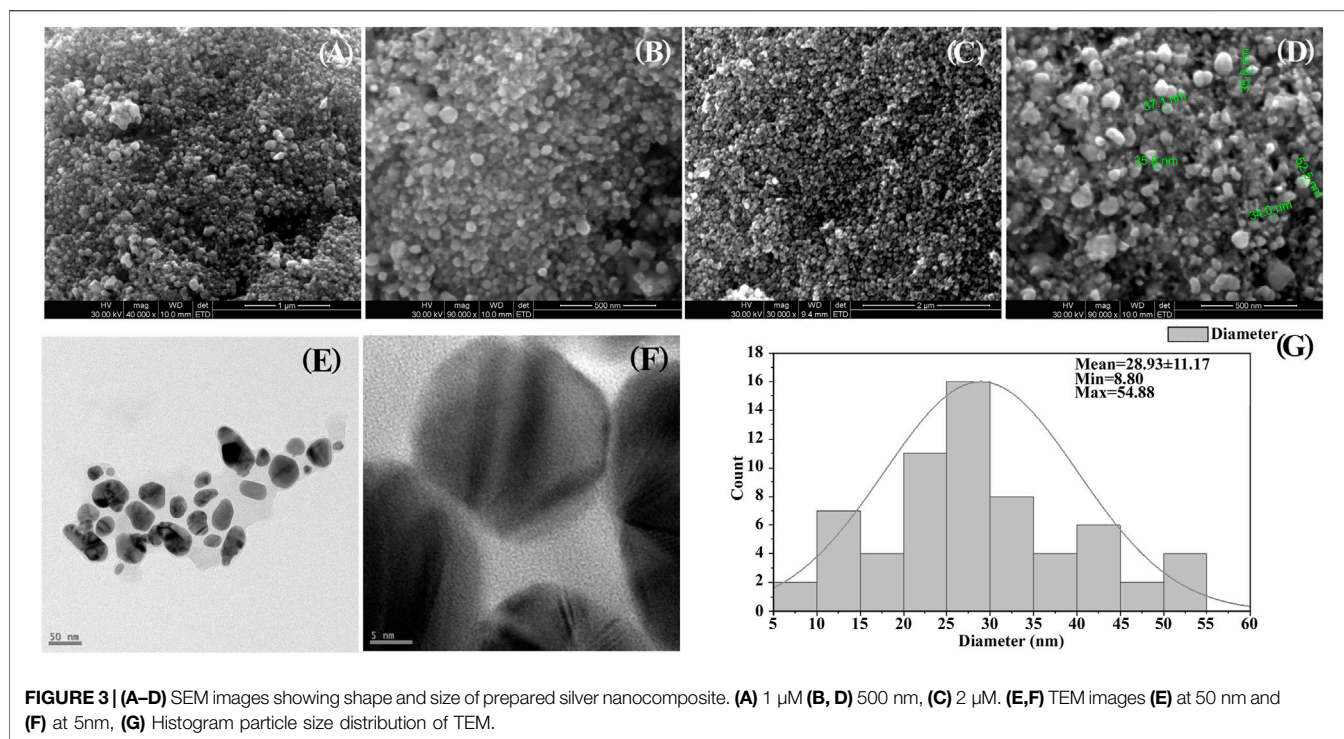 (A)
HV mag WD det
30.00 kV 40 000 x 10.0 mm ETD
1 µm
(B)
HV mag WD det
30.00 kV 90 000 x 10.0 mm ETD
500 nm
(C)
HV mag WD det
30.00 kV 30 000 x 9.4 mm ETD
2 µm
(D)
37.1 nm
35.8 nm
34.0 nm
HV mag WD det
30.00 kV 90 000 x 10.0 mm ETD
500 nm
(E)
50 nm
(F)
5 nm
Diameter
(G)
Mean=28.93±11.17
Min=8.80
Max=54.88
Count
18
16
14
12
10
8
6
4
2
0
5 10 15 20 25 30 35 40 45 50 55 60
Diameter (nm)
FIGURE 3 | (A–D) SEM images showing shape and size of prepared silver nanocomposite. (A) 1 µM (B, D) 500 nm, (C) 2 µM. (E,F) TEM images (E) at 50 nm and
(F) at 5nm, (G) Histogram particle size distribution of TEM.